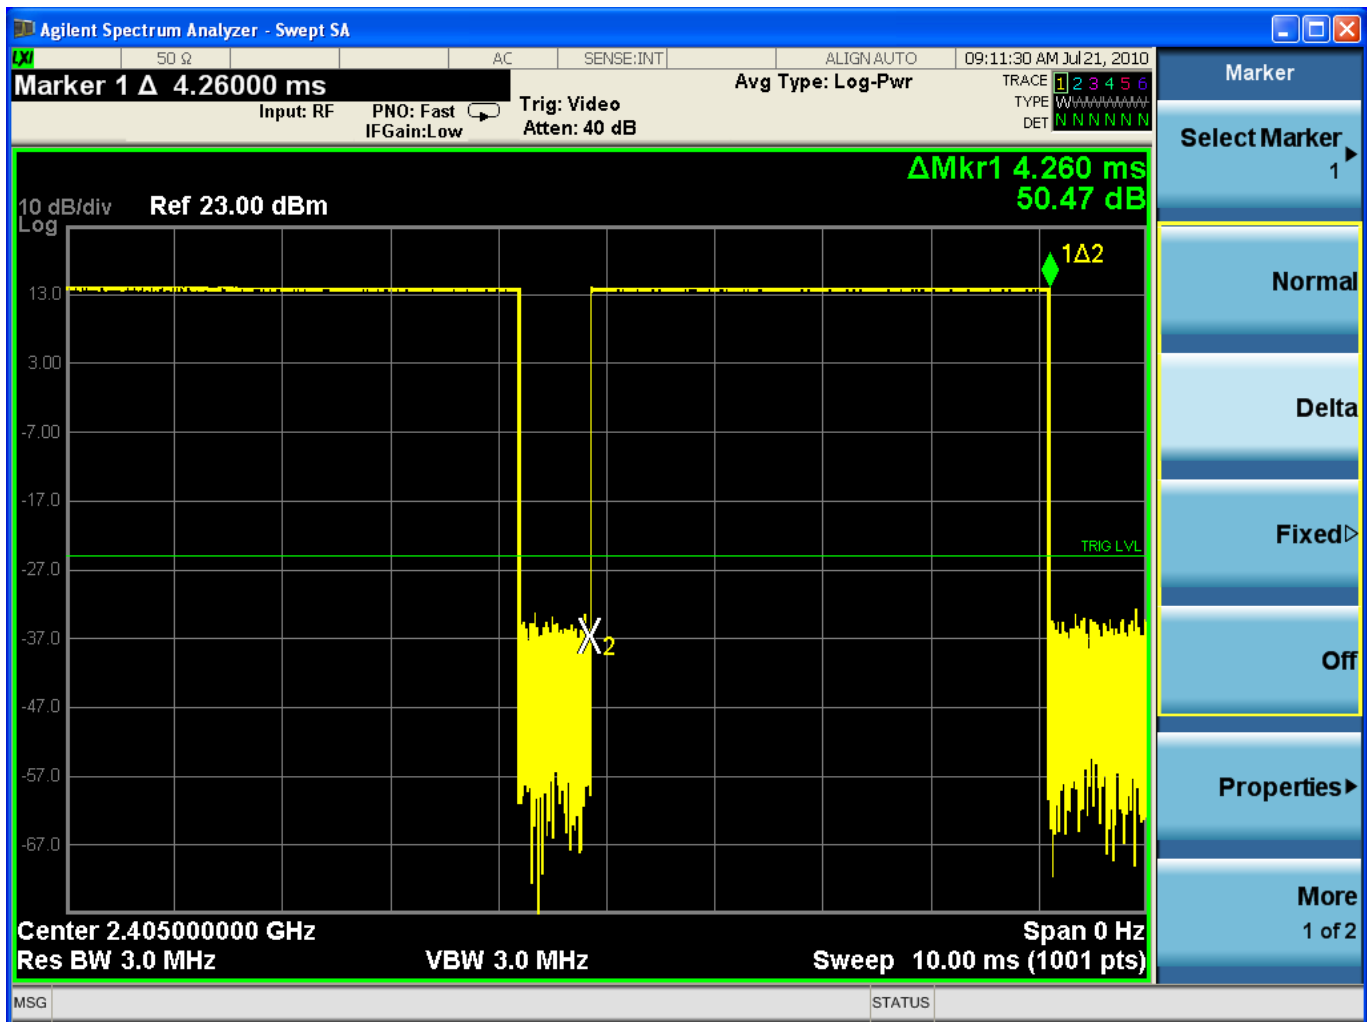 Agilent Spectrum Analyzer - Swept SA
LXI 50 Ω AC SENSE:INT ALIGN AUTO 09:11:30 AM Jul 21, 2010
Marker 1 Δ 4.26000 ms
Input: RF PNO: Fast IFGain:Low
Trig: Video
Atten: 40 dB
Avg Type: Log-Pwr
TRACE 1 2 3 4 5 6
TYPE WWWWWW
DET N N N N N N
ΔMkr1 4.260 ms
50.47 dB
10 dB/div Ref 23.00 dBm
Log
1Δ2
13.0
3.00
-7.00
-17.0
TRIG LVL
-27.0
-37.0
X2
-47.0
-57.0
-67.0
Center 2.405000000 GHz Span 0 Hz
Res BW 3.0 MHz VBW 3.0 MHz Sweep 10.00 ms (1001 pts)
Marker
Select Marker
1
Normal
Delta
Fixed
Off
Properties
More
1 of 2
MSG STATUS